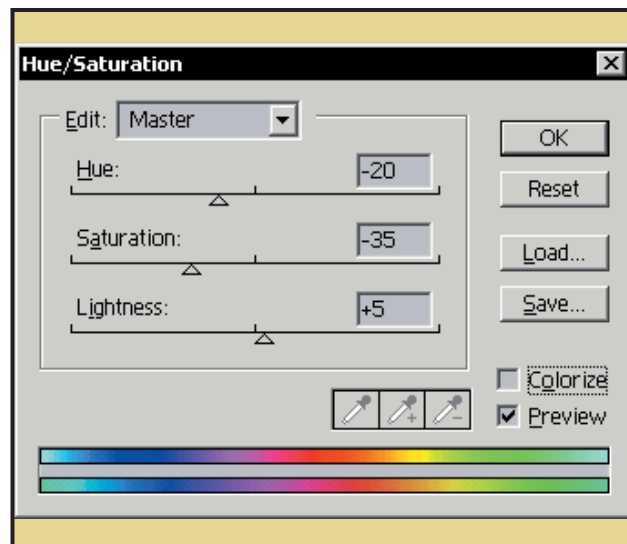 Hue/Saturation
Edit: Master
OK
Hue: -20
Reset
Saturation: -35
Load...
Lightness: +5
Save...
Colorize
Preview